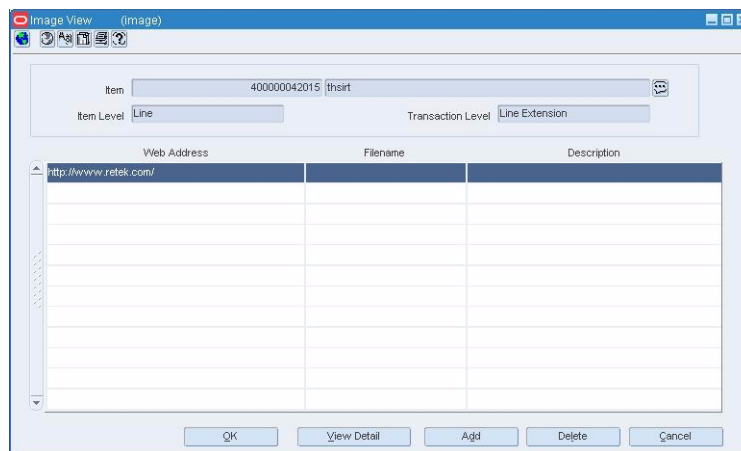 Image View (image)
Item 400000042015 thsirt
Item Level Line Transaction Level Line Extension
Web Address Filename Description
http://www.retek.com/
OK View Detail Add Delete Cancel